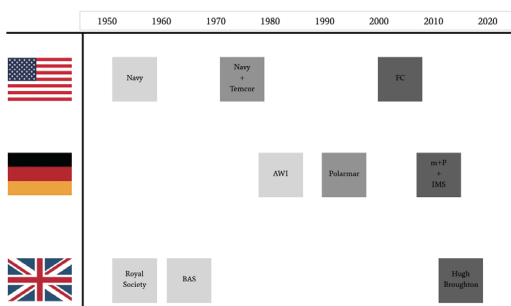 1950 1960 1970 1980 1990 2000 2010 2020
Navy
Navy
+
Temcor
FC
AWI
Polarmar
m+P
+
IMS
Royal
Society
BAS
Hugh
Broughton